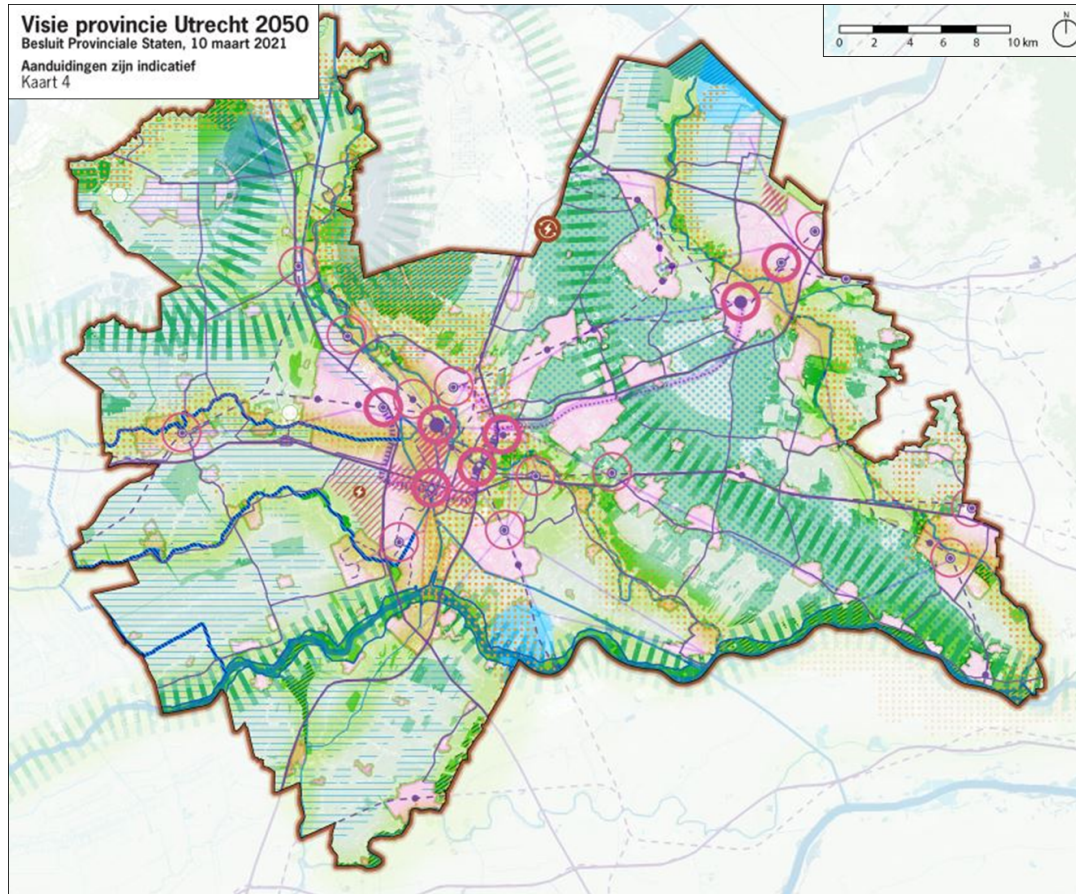 Visie provincie Utrecht 2050
Besluit Provinciale Staten, 10 maart 2021
Aanduidingen zijn indicatief
Kaart 4
0 2 4 6 8 10 km
N